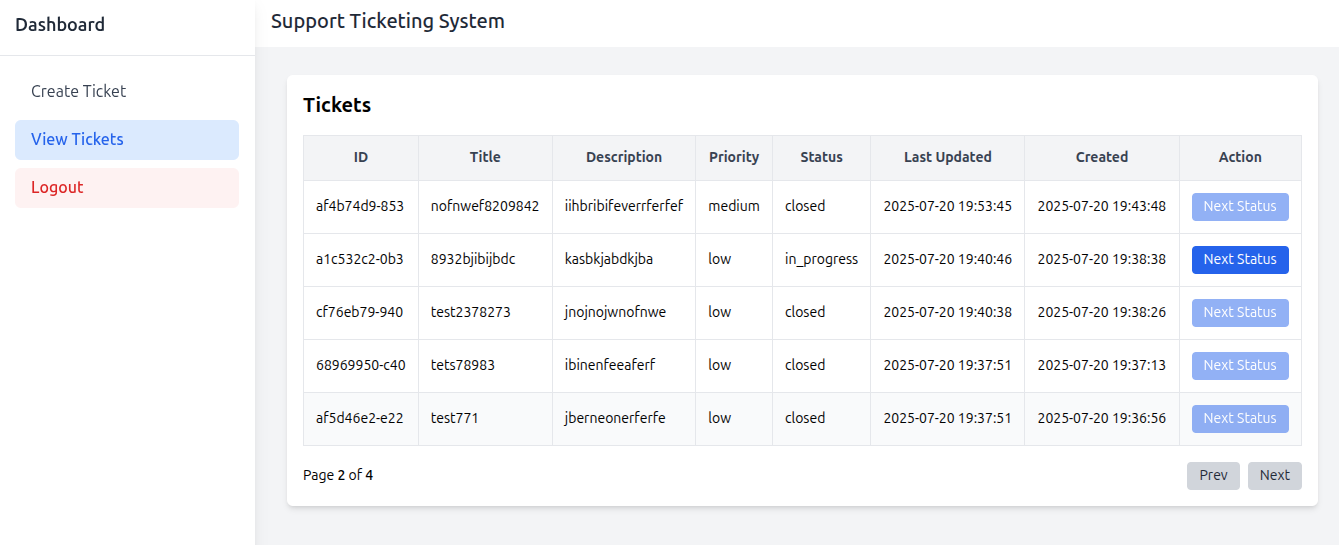 Dashboard
Support Ticketing System
Create Ticket
View Tickets
Logout
Tickets
ID Title Description Priority Status Last Updated Created Action
af4b74d9-853 nofnwef8209842 iihbribifeverrferfef medium closed 2025-07-20 19:53:45 2025-07-20 19:43:48 Next Status
a1c532c2-0b3 8932bjibijbdc kasbkjabdkjba low in_progress 2025-07-20 19:40:46 2025-07-20 19:38:38 Next Status
cf76eb79-940 test2378273 jnojnojwnofnwe low closed 2025-07-20 19:40:38 2025-07-20 19:38:26 Next Status
68969950-c40 tets78983 ibinenfeeaferf low closed 2025-07-20 19:37:51 2025-07-20 19:37:13 Next Status
af5d46e2-e22 test771 jberneonerferfe low closed 2025-07-20 19:37:51 2025-07-20 19:36:56 Next Status
Page 2 of 4 Prev Next